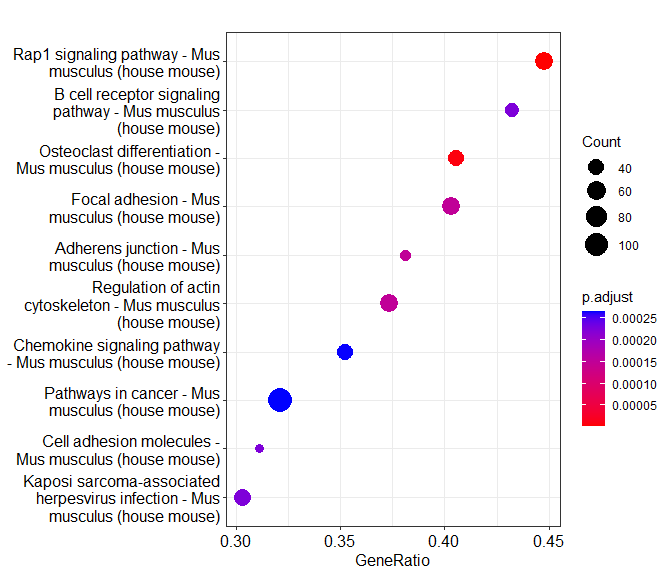 Rap1 signaling pathway - Mus
musculus (house mouse)
B cell receptor signaling
pathway - Mus musculus
(house mouse)
Osteoclast differentiation -
Mus musculus (house mouse)
Focal adhesion - Mus
musculus (house mouse)
Adherens junction - Mus
musculus (house mouse)
Regulation of actin
cytoskeleton - Mus musculus
(house mouse)
Chemokine signaling pathway
- Mus musculus (house mouse)
Pathways in cancer - Mus
musculus (house mouse)
Cell adhesion molecules -
Mus musculus (house mouse)
Kaposi sarcoma-associated
herpesvirus infection - Mus
musculus (house mouse)
0.30 0.35 0.40 0.45
GeneRatio
Count
40
60
80
100
p.adjust
0.00025
0.00020
0.00015
0.00010
0.00005